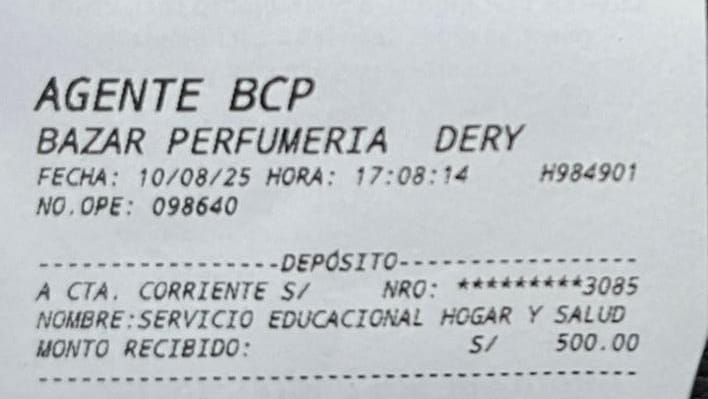 AGENTE BCP
BAZAR PERFUMERIA DERY
FECHA: 10/08/25 HORA: 17:08:14 H984901
NO.OPE: 098640
-----------------DEPÓSITO-----------------
A CTA. CORRIENTE S/ NRO: *********3085
NOMBRE:SERVICIO EDUCACIONAL HOGAR Y SALUD
MONTO RECIBIDO: S/ 500.00
------------------------------------------